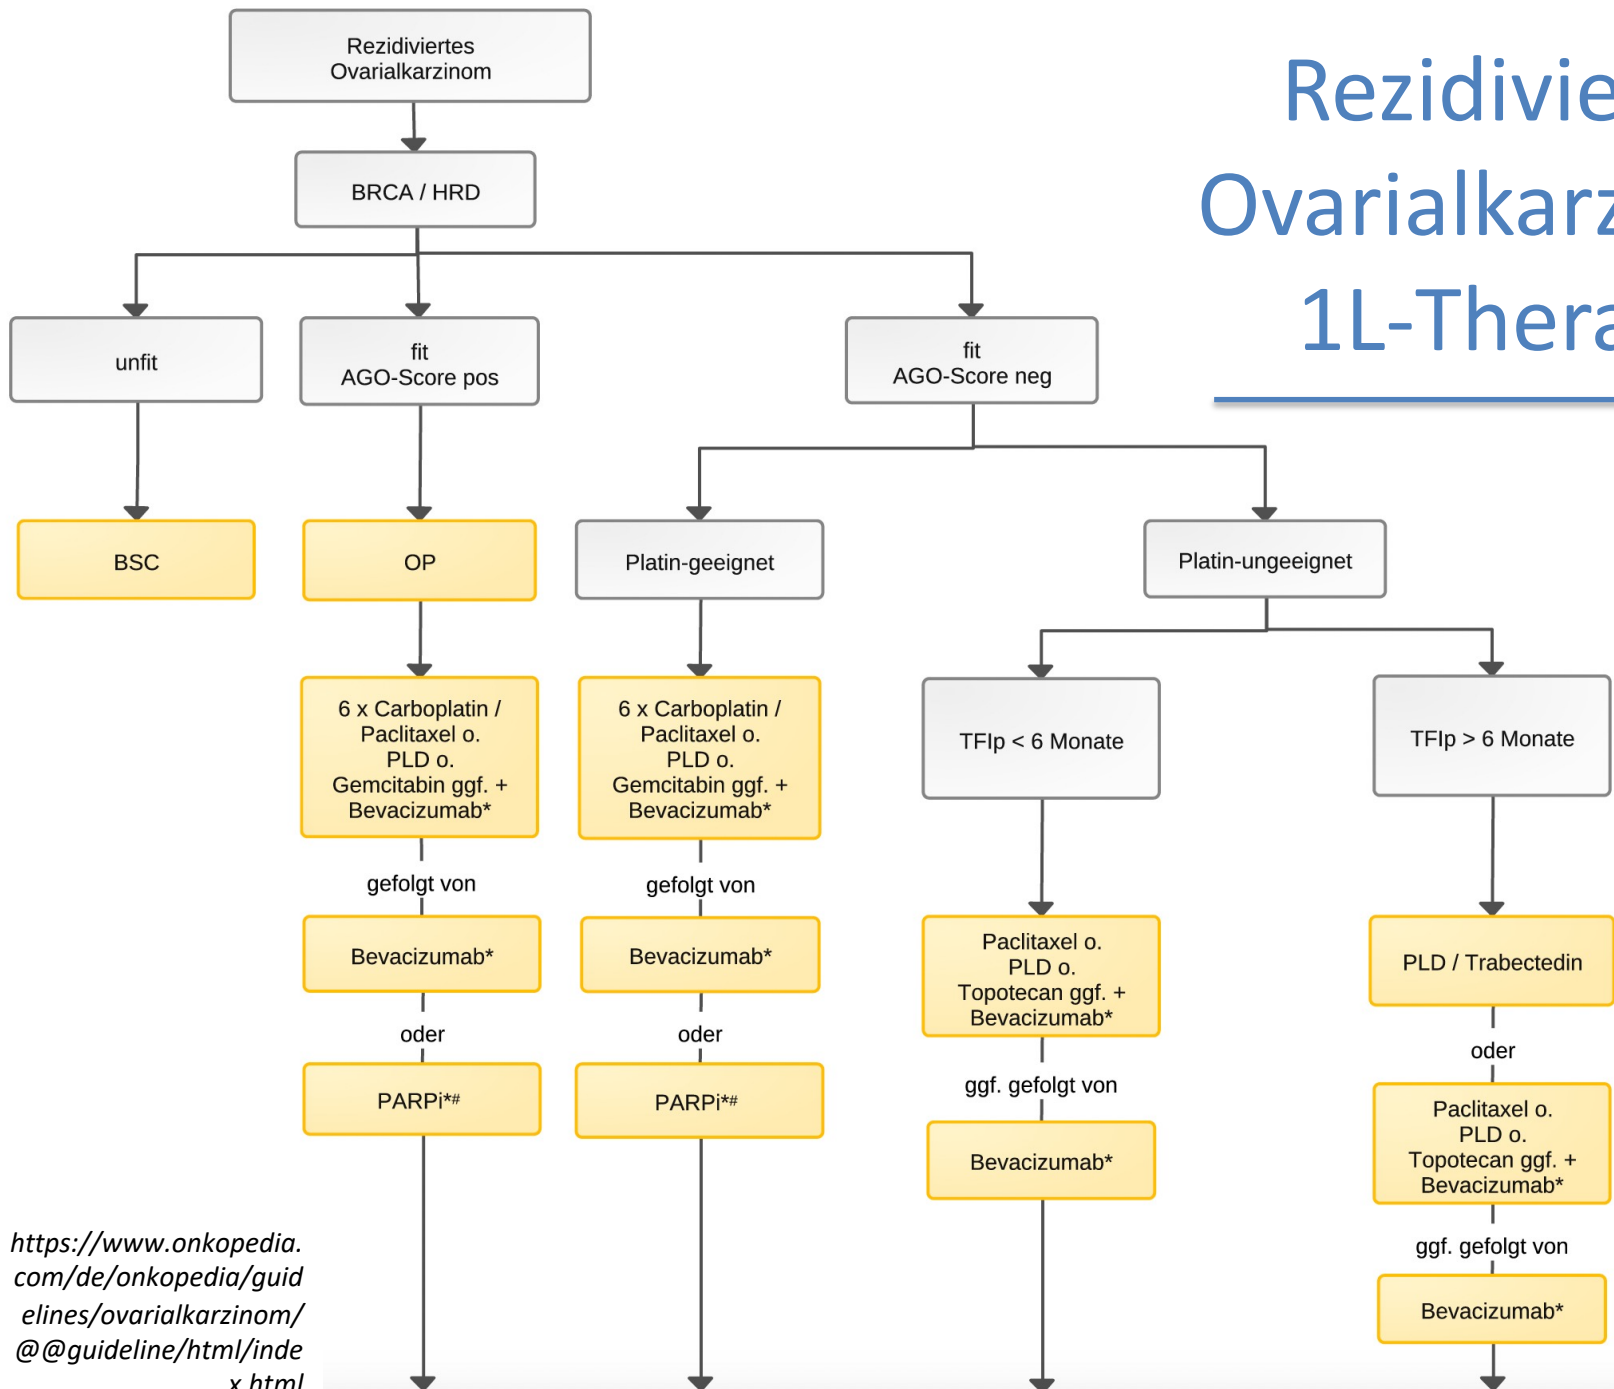 Rezidiviertes
Ovarialkarzinom
BRCA / HRD
unfit
fit
AGO-Score pos
fit
AGO-Score neg
BSC
OP
Platin-geeignet
Platin-ungeeignet
6 x Carboplatin /
Paclitaxel o.
PLD o.
Gemcitabin ggf. +
Bevacizumab*
6 x Carboplatin /
Paclitaxel o.
PLD o.
Gemcitabin ggf. +
Bevacizumab*
TFIp < 6 Monate
TFIp > 6 Monate
gefolgt von
gefolgt von
Bevacizumab*
Bevacizumab*
Paclitaxel o.
PLD o.
Topotecan ggf. +
Bevacizumab*
PLD / Trabectedin
oder
oder
oder
PARPi*#
PARPi*#
ggf. gefolgt von
Bevacizumab*
Paclitaxel o.
PLD o.
Topotecan ggf. +
Bevacizumab*
ggf. gefolgt von
Bevacizumab*
Rezidivie
Ovarialkarz
1L-Thera
https://www.onkopedia.
com/de/onkopedia/guid
elines/ovarialkarzinom/
@@guideline/html/inde
x.html